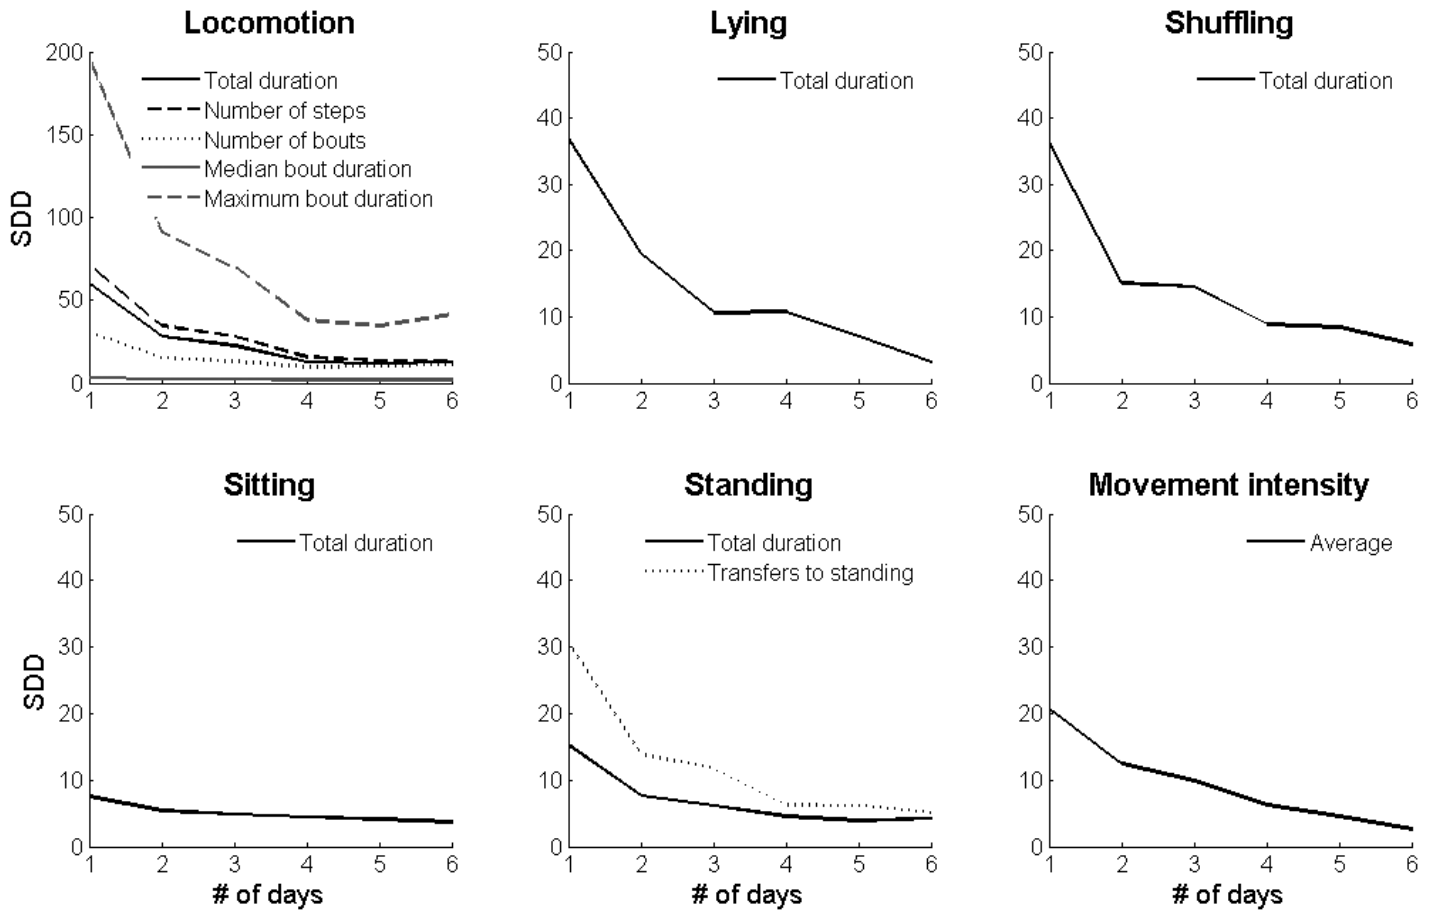 Locomotion
200
150
100
50
0
SDD
1 2 3 4 5 6
Total duration
Number of steps
Number of bouts
Median bout duration
Maximum bout duration
Lying
50
40
30
20
10
0
1 2 3 4 5 6
Total duration
Shuffling
50
40
30
20
10
0
1 2 3 4 5 6
Total duration
Sitting
50
40
30
20
10
0
SDD
1 2 3 4 5 6
# of days
Total duration
Standing
50
40
30
20
10
0
1 2 3 4 5 6
# of days
Total duration
Transfers to standing
Movement intensity
50
40
30
20
10
0
1 2 3 4 5 6
# of days
Average